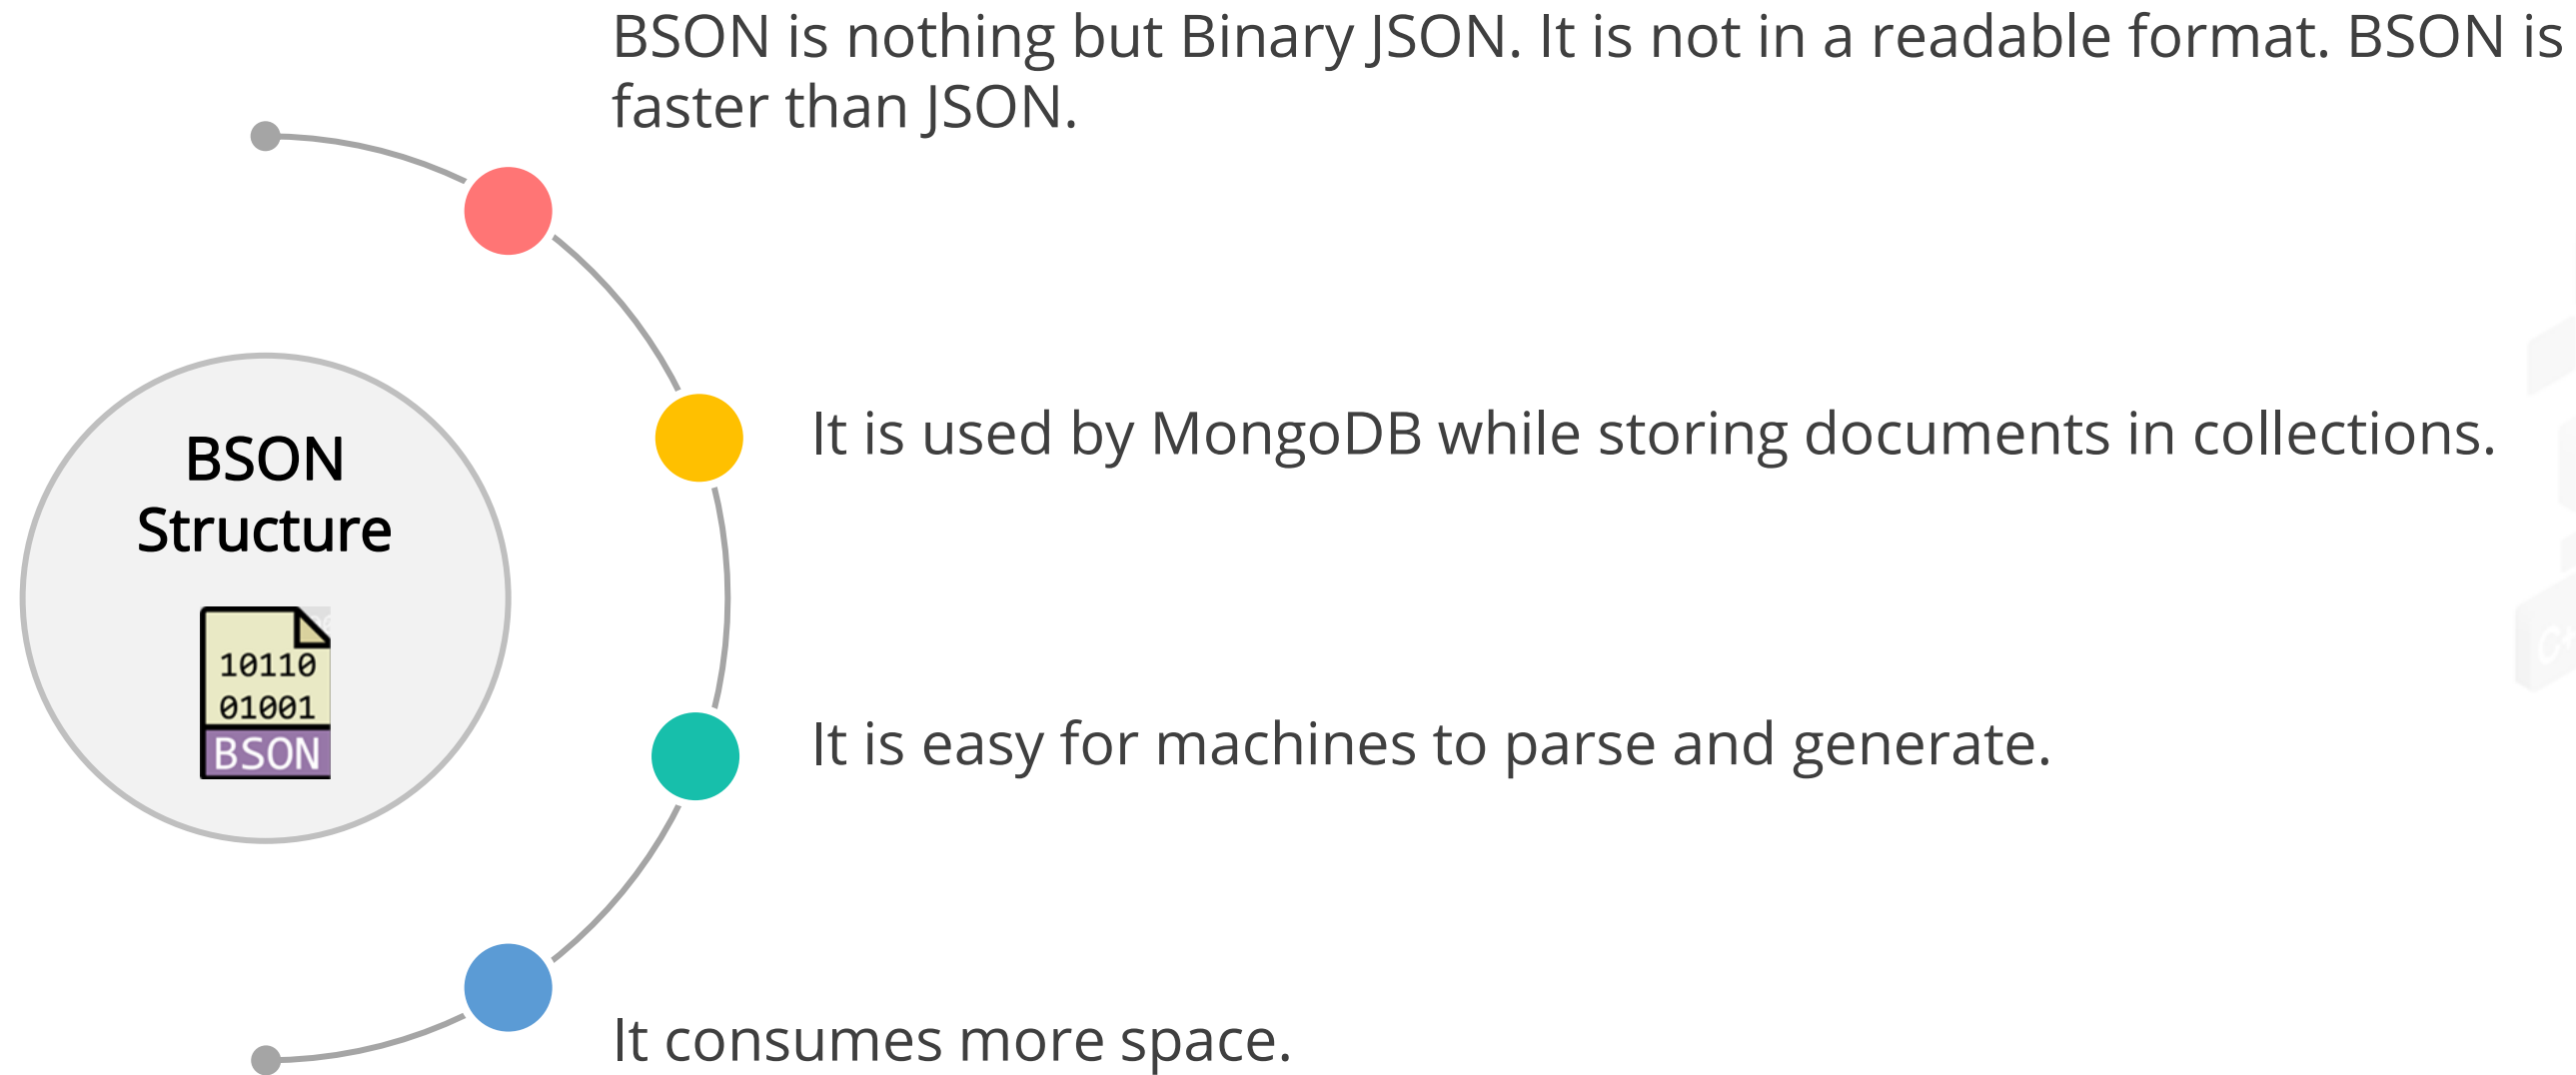 BSON is nothing but Binary JSON. It is not in a readable format. BSON is
faster than JSON.
BSON
Structure
10110
01001
BSON
It is used by MongoDB while storing documents in collections.
It is easy for machines to parse and generate.
It consumes more space.